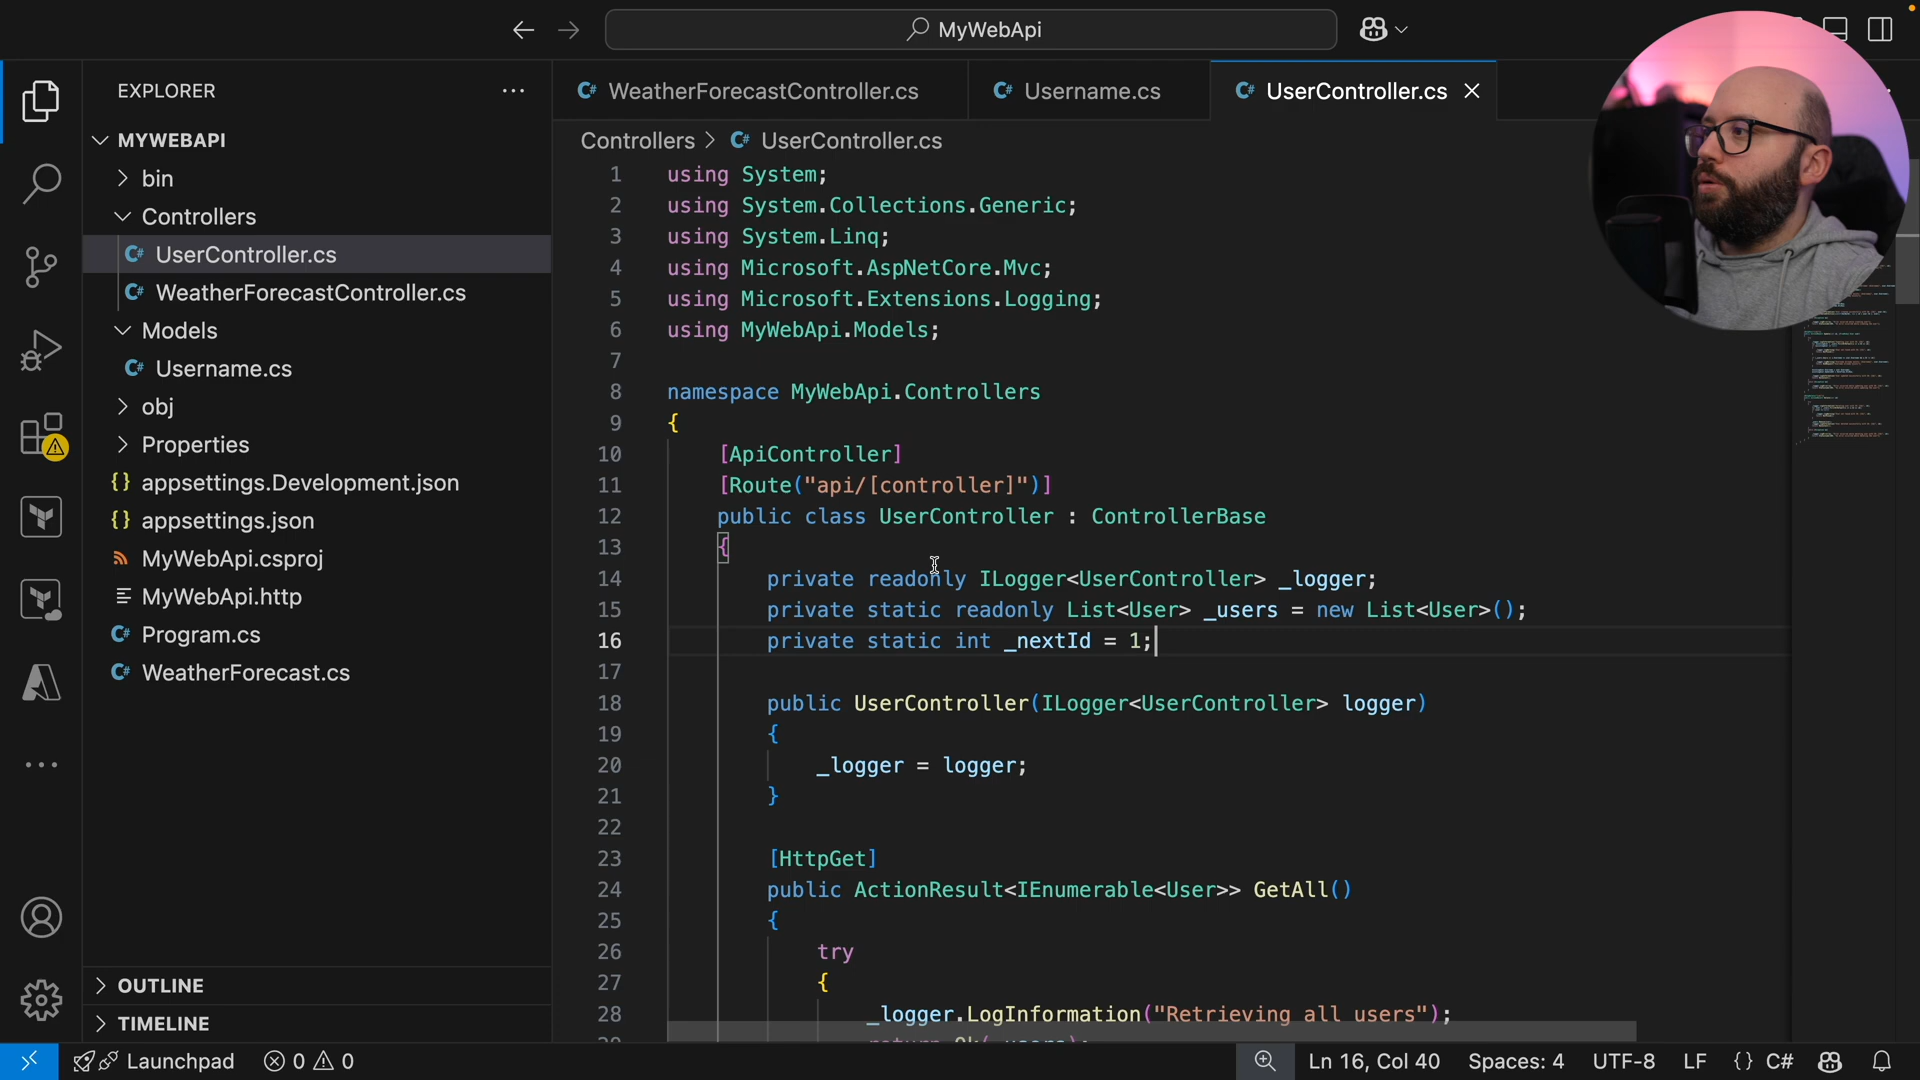 MyWebApi
EXPLORER
MYWEBAPI
bin
Controllers
UserController.cs
WeatherForecastController.cs
Models
Username.cs
obj
Properties
{} appsettings.Development.json
{} appsettings.json
MyWebApi.csproj
MyWebApi.http
C# Program.cs
C# WeatherForecast.cs
OUTLINE
TIMELINE
C# WeatherForecastController.cs
C# Username.cs
C# UserController.cs
Controllers > C# UserController.cs
1 using System;
2 using System.Collections.Generic;
3 using System.Linq;
4 using Microsoft.AspNetCore.Mvc;
5 using Microsoft.Extensions.Logging;
6 using MyWebApi.Models;
7
8 namespace MyWebApi.Controllers
9 {
10 [ApiController]
11 [Route("api/[controller]")]
12 public class UserController : ControllerBase
13 {
14 private readonly ILogger<UserController> _logger;
15 private static readonly List<User> _users = new List<User>();
16 private static int _nextId = 1;
17
18 public UserController(ILogger<UserController> logger)
19 {
20 _logger = logger;
21 }
22
23 [HttpGet]
24 public ActionResult<IEnumerable<User>> GetAll()
25 {
26 try
27 {
28 _logger.LogInformation("Retrieving all users");
Launchpad 0 0 Ln 16, Col 40 Spaces: 4 UTF-8 LF {} C#